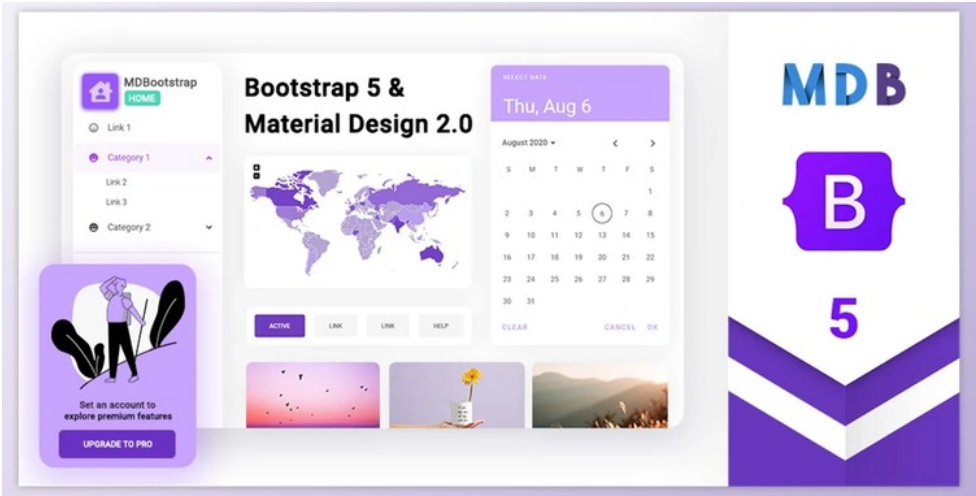 MDBootstrap
HOME
Link 1
Category 1
Link 2
Link 3
Category 2
Set an account to
explore premium features
UPGRADE TO PRO
Bootstrap 5 &
Material Design 2.0
ACTIVE LINK LINK HELP
SELECT DATE
Thu, Aug 6
August 2020
S M T W T F S
1
2 3 4 5 6 7 8
9 10 11 12 13 14 15
16 17 18 19 20 21 22
23 24 25 26 27 28 29
30 31
CLEAR CANCEL OK
MDB
B
5